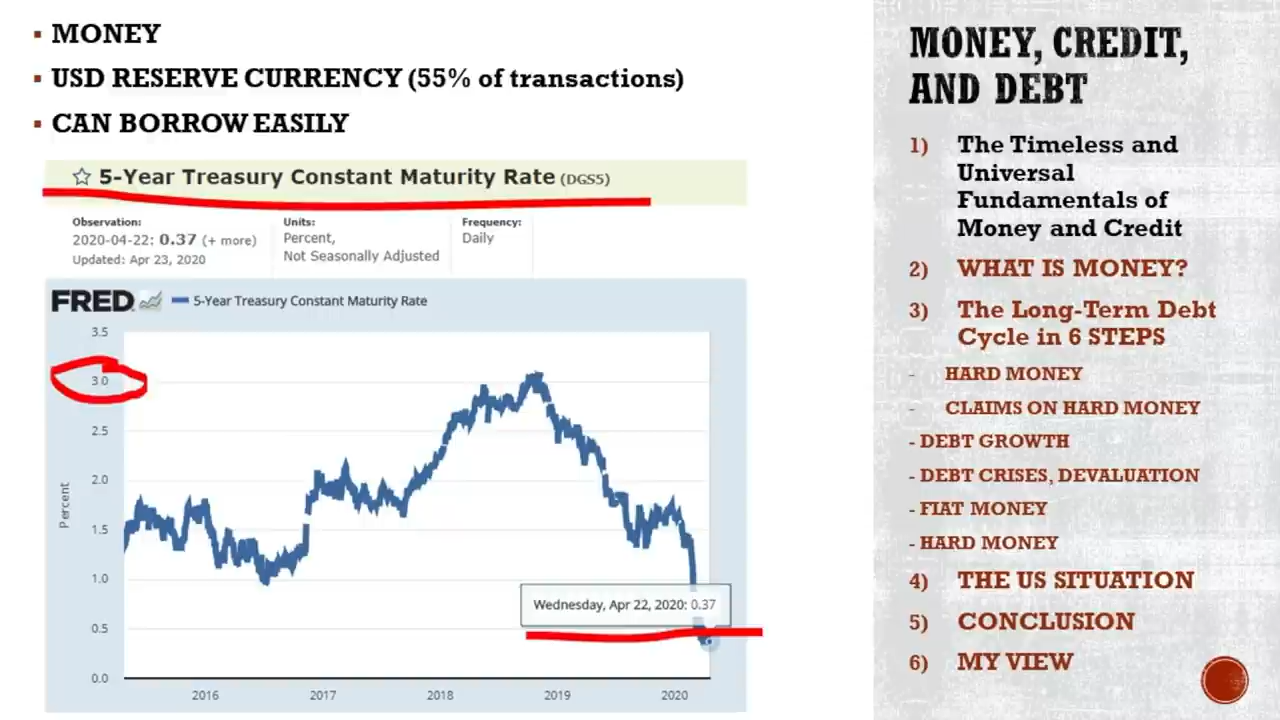 MONEY
USD RESERVE CURRENCY (55% of transactions)
CAN BORROW EASILY
5-Year Treasury Constant Maturity Rate (DGS5)
Observation:
2020-04-22: 0.37 (+ more)
Updated: Apr 23, 2020
Units:
Percent,
Not Seasonally Adjusted
Frequency:
Daily
FRED
5-Year Treasury Constant Maturity Rate
3.5
3.0
2.5
2.0
1.5
1.0
0.5
0.0
Percent
Wednesday, Apr 22, 2020: 0.37
2016
2017
2018
2019
2020
MONEY, CREDIT,
AND DEBT
1) The Timeless and
Universal
Fundamentals of
Money and Credit
2) WHAT IS MONEY?
3) The Long-Term Debt
Cycle in 6 STEPS
- HARD MONEY
- CLAIMS ON HARD MONEY
- DEBT GROWTH
- DEBT CRISES, DEVALUATION
- FIAT MONEY
- HARD MONEY
4) THE US SITUATION
5) CONCLUSION
6) MY VIEW